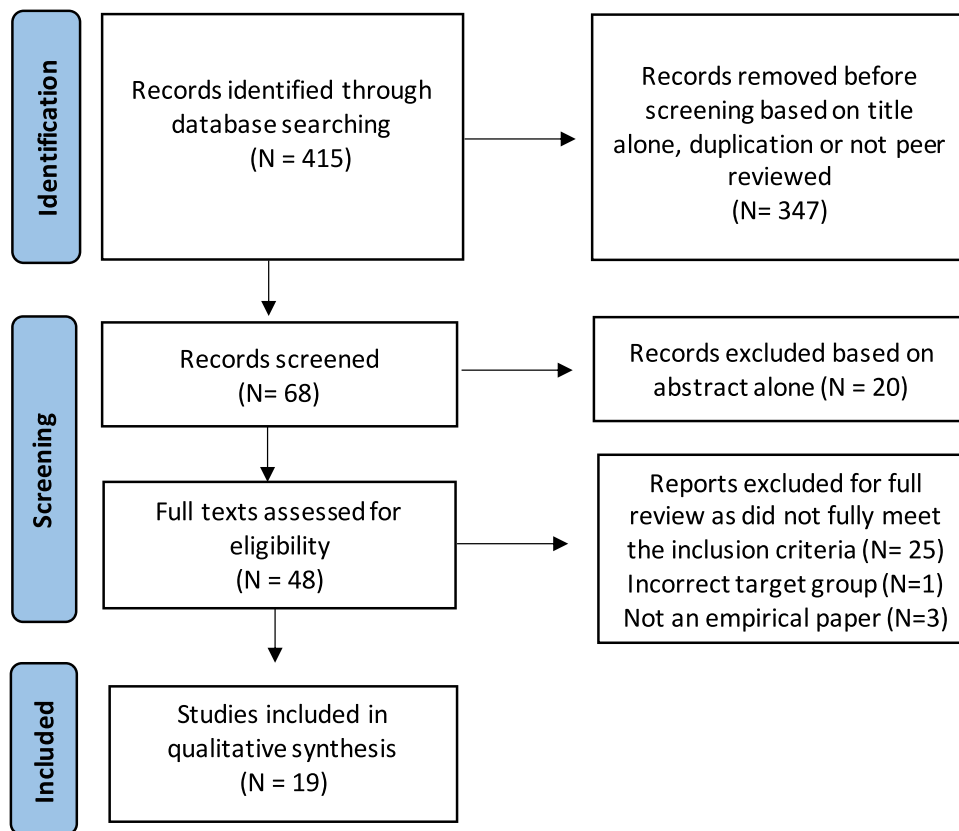 Identification
Records identified through
database searching
(N = 415)
Records removed before
screening based on title
alone, duplication or not peer
reviewed
(N= 347)
Screening
Records screened
(N= 68)
Records excluded based on
abstract alone (N = 20)
Full texts assessed for
eligibility
(N = 48)
Reports excluded for full
review as did not fully meet
the inclusion criteria (N= 25)
Incorrect target group (N=1)
Not an empirical paper (N=3)
Included
Studies included in
qualitative synthesis
(N = 19)